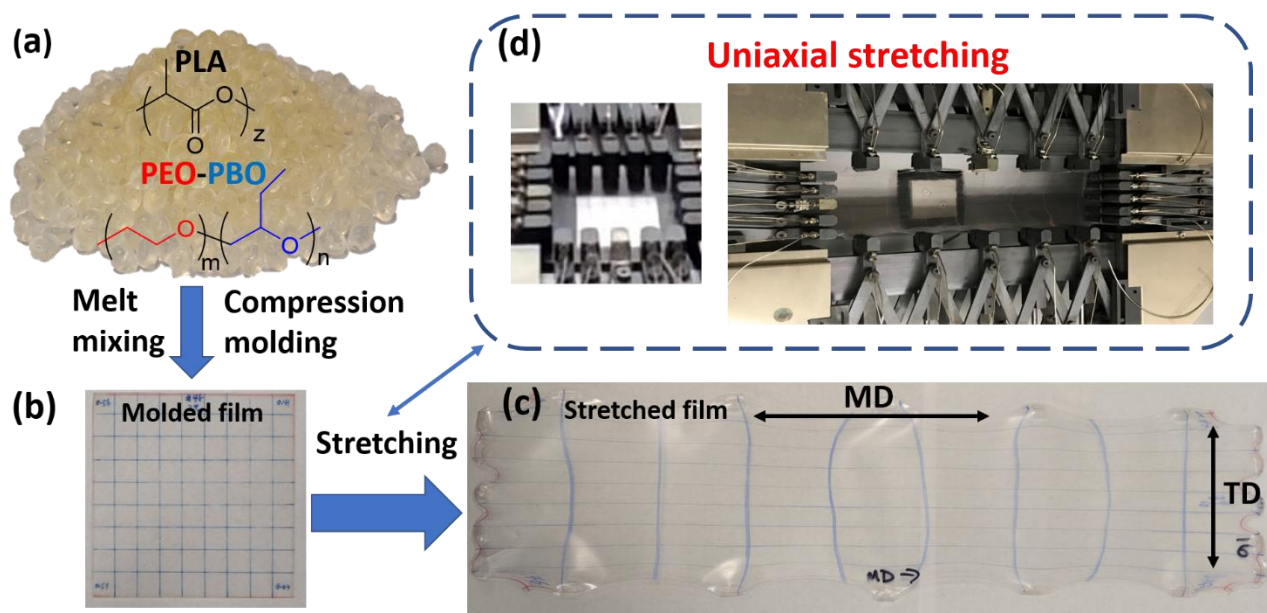 (a)
PLA
O
O
z
PEO-PBO
O
m
O
n
Melt
mixing
Compression
molding
(b)
Molded film
Stretching
(d)
Uniaxial stretching
(c)
Stretched film
MD
TD
MD →